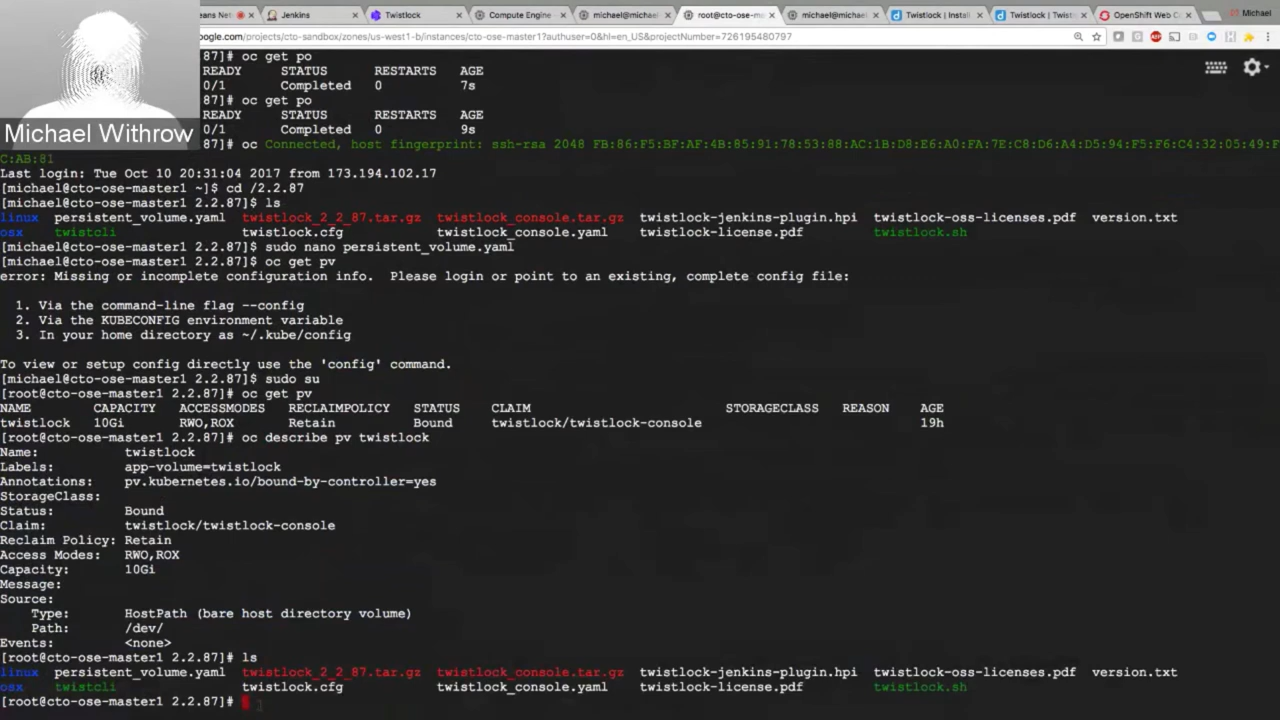 eans Net
Jenkins
Twistlock
Compute Engine
michael@michael
root@cto-ose-ma
michael@michael
Twistlock | Install
Twistlock | Twist
OpenShift Web C
Michael
oogle.com/projects/cto-sandbox/zones/us-west1-b/instances/cto-ose-master1?authuser=0&hl=en_US&projectNumber=726195480797
87]# oc get po
READY STATUS RESTARTS AGE
0/1 Completed 0 7s
87]# oc get po
READY STATUS RESTARTS AGE
Michael Withrow
0/1 Completed 0 9s
87]# oc Connected, host fingerprint: ssh-rsa 2048 FB:86:F5:BF:AF:4B:85:91:78:53:88:AC:1B:D8:E6:A0:FA:7E:C8:D6:A4:D5:94:F5:F6:C4:32:05:49:F
C:AB:81
Last login: Tue Oct 10 20:31:04 2017 from 173.194.102.17
[michael@cto-ose-master1 ~]$ cd /2.2.87
[michael@cto-ose-master1 2.2.87]$ ls
linux persistent_volume.yaml twistlock_2_2_87.tar.gz twistlock_console.tar.gz twistlock-jenkins-plugin.hpi twistlock-oss-licenses.pdf version.txt
osx twistcli twistlock.cfg twistlock_console.yaml twistlock-license.pdf twistlock.sh
[michael@cto-ose-master1 2.2.87]$ sudo nano persistent_volume.yaml
[michael@cto-ose-master1 2.2.87]$ oc get pv
error: Missing or incomplete configuration info.  Please login or point to an existing, complete config file:
1. Via the command-line flag --config
2. Via the KUBECONFIG environment variable
3. In your home directory as ~/.kube/config
To view or setup config directly use the 'config' command.
[michael@cto-ose-master1 2.2.87]$ sudo su
[root@cto-ose-master1 2.2.87]# oc get pv
NAME CAPACITY ACCESSMODES RECLAIMPOLICY STATUS CLAIM STORAGECLASS REASON AGE
twistlock 10Gi RWO,ROX Retain Bound twistlock/twistlock-console 19h
[root@cto-ose-master1 2.2.87]# oc describe pv twistlock
Name: twistlock
Labels: app-volume=twistlock
Annotations: pv.kubernetes.io/bound-by-controller=yes
StorageClass:
Status: Bound
Claim: twistlock/twistlock-console
Reclaim Policy: Retain
Access Modes: RWO,ROX
Capacity: 10Gi
Message:
Source:
Type: HostPath (bare host directory volume)
Path: /dev/
Events: <none>
[root@cto-ose-master1 2.2.87]# ls
linux persistent_volume.yaml twistlock_2_2_87.tar.gz twistlock_console.tar.gz twistlock-jenkins-plugin.hpi twistlock-oss-licenses.pdf version.txt
osx twistcli twistlock.cfg twistlock_console.yaml twistlock-license.pdf twistlock.sh
[root@cto-ose-master1 2.2.87]#